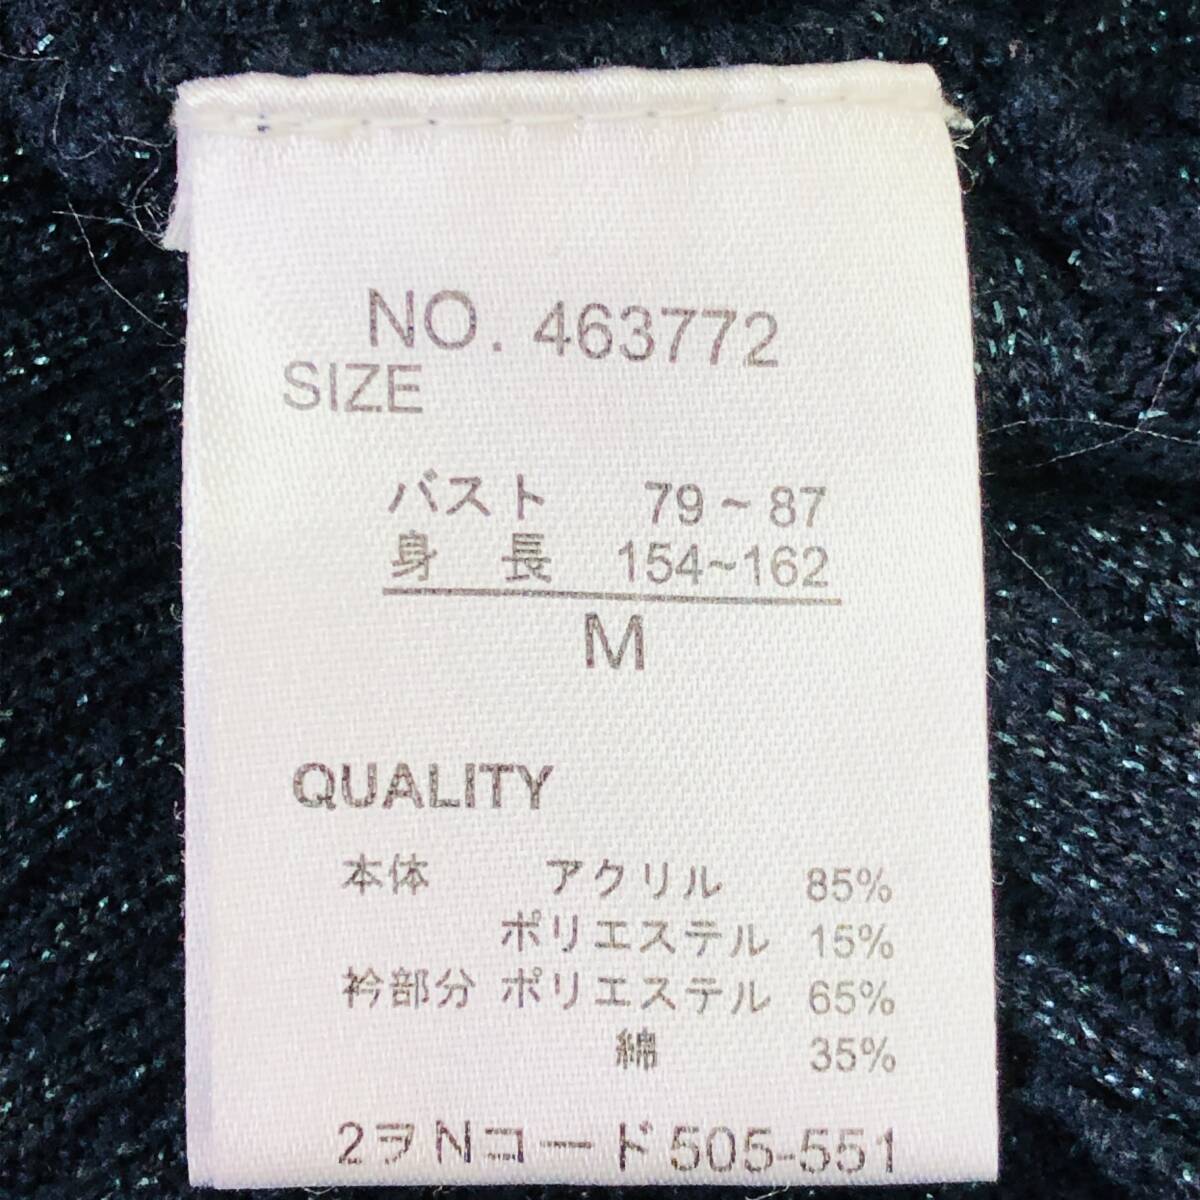 NO. 463772
SIZE
バスト 79~87
身 長 154~162
M
QUALITY
本体 アクリル 85%
ポリエステル 15%
衿部分 ポリエステル 65%
綿 35%
2ヲNコード505-551